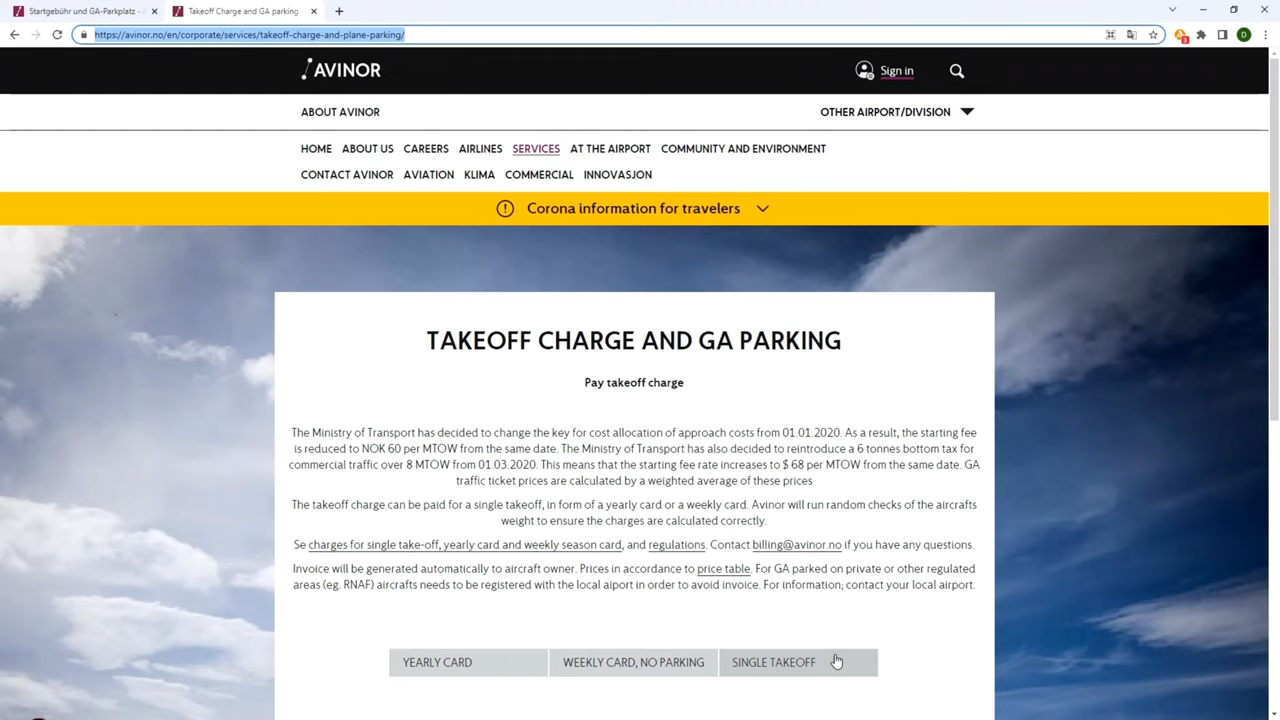 Startgebühr und GA-Parkplatz -
Takeoff Charge and GA parking
https://avinor.no/en/corporate/services/takeoff-charge-and-plane-parking/
3
D
AVINOR
Sign in
ABOUT AVINOR
OTHER AIRPORT/DIVISION
HOME ABOUT US CAREERS AIRLINES SERVICES AT THE AIRPORT COMMUNITY AND ENVIRONMENT
CONTACT AVINOR AVIATION KLIMA COMMERCIAL INNOVASJON
Corona information for travelers
TAKEOFF CHARGE AND GA PARKING
Pay takeoff charge
The Ministry of Transport has decided to change the key for cost allocation of approach costs from 01.01.2020. As a result, the starting fee
is reduced to NOK 60 per MTOW from the same date. The Ministry of Transport has also decided to reintroduce a 6 tonnes bottom tax for
commercial traffic over 8 MTOW from 01.03.2020. This means that the starting fee rate increases to $ 68 per MTOW from the same date. GA
traffic ticket prices are calculated by a weighted average of these prices
The takeoff charge can be paid for a single takeoff, in form of a yearly card or a weekly card. Avinor will run random checks of the aircrafts
weight to ensure the charges are calculated correctly.
Se charges for single take-off, yearly card and weekly season card, and regulations. Contact billing@avinor.no if you have any questions.
Invoice will be generated automatically to aircraft owner. Prices in accordance to price table. For GA parked on private or other regulated
areas (eg. RNAF) aircrafts needs to be registered with the local aiport in order to avoid invoice. For information; contact your local airport.
YEARLY CARD
WEEKLY CARD, NO PARKING
SINGLE TAKEOFF